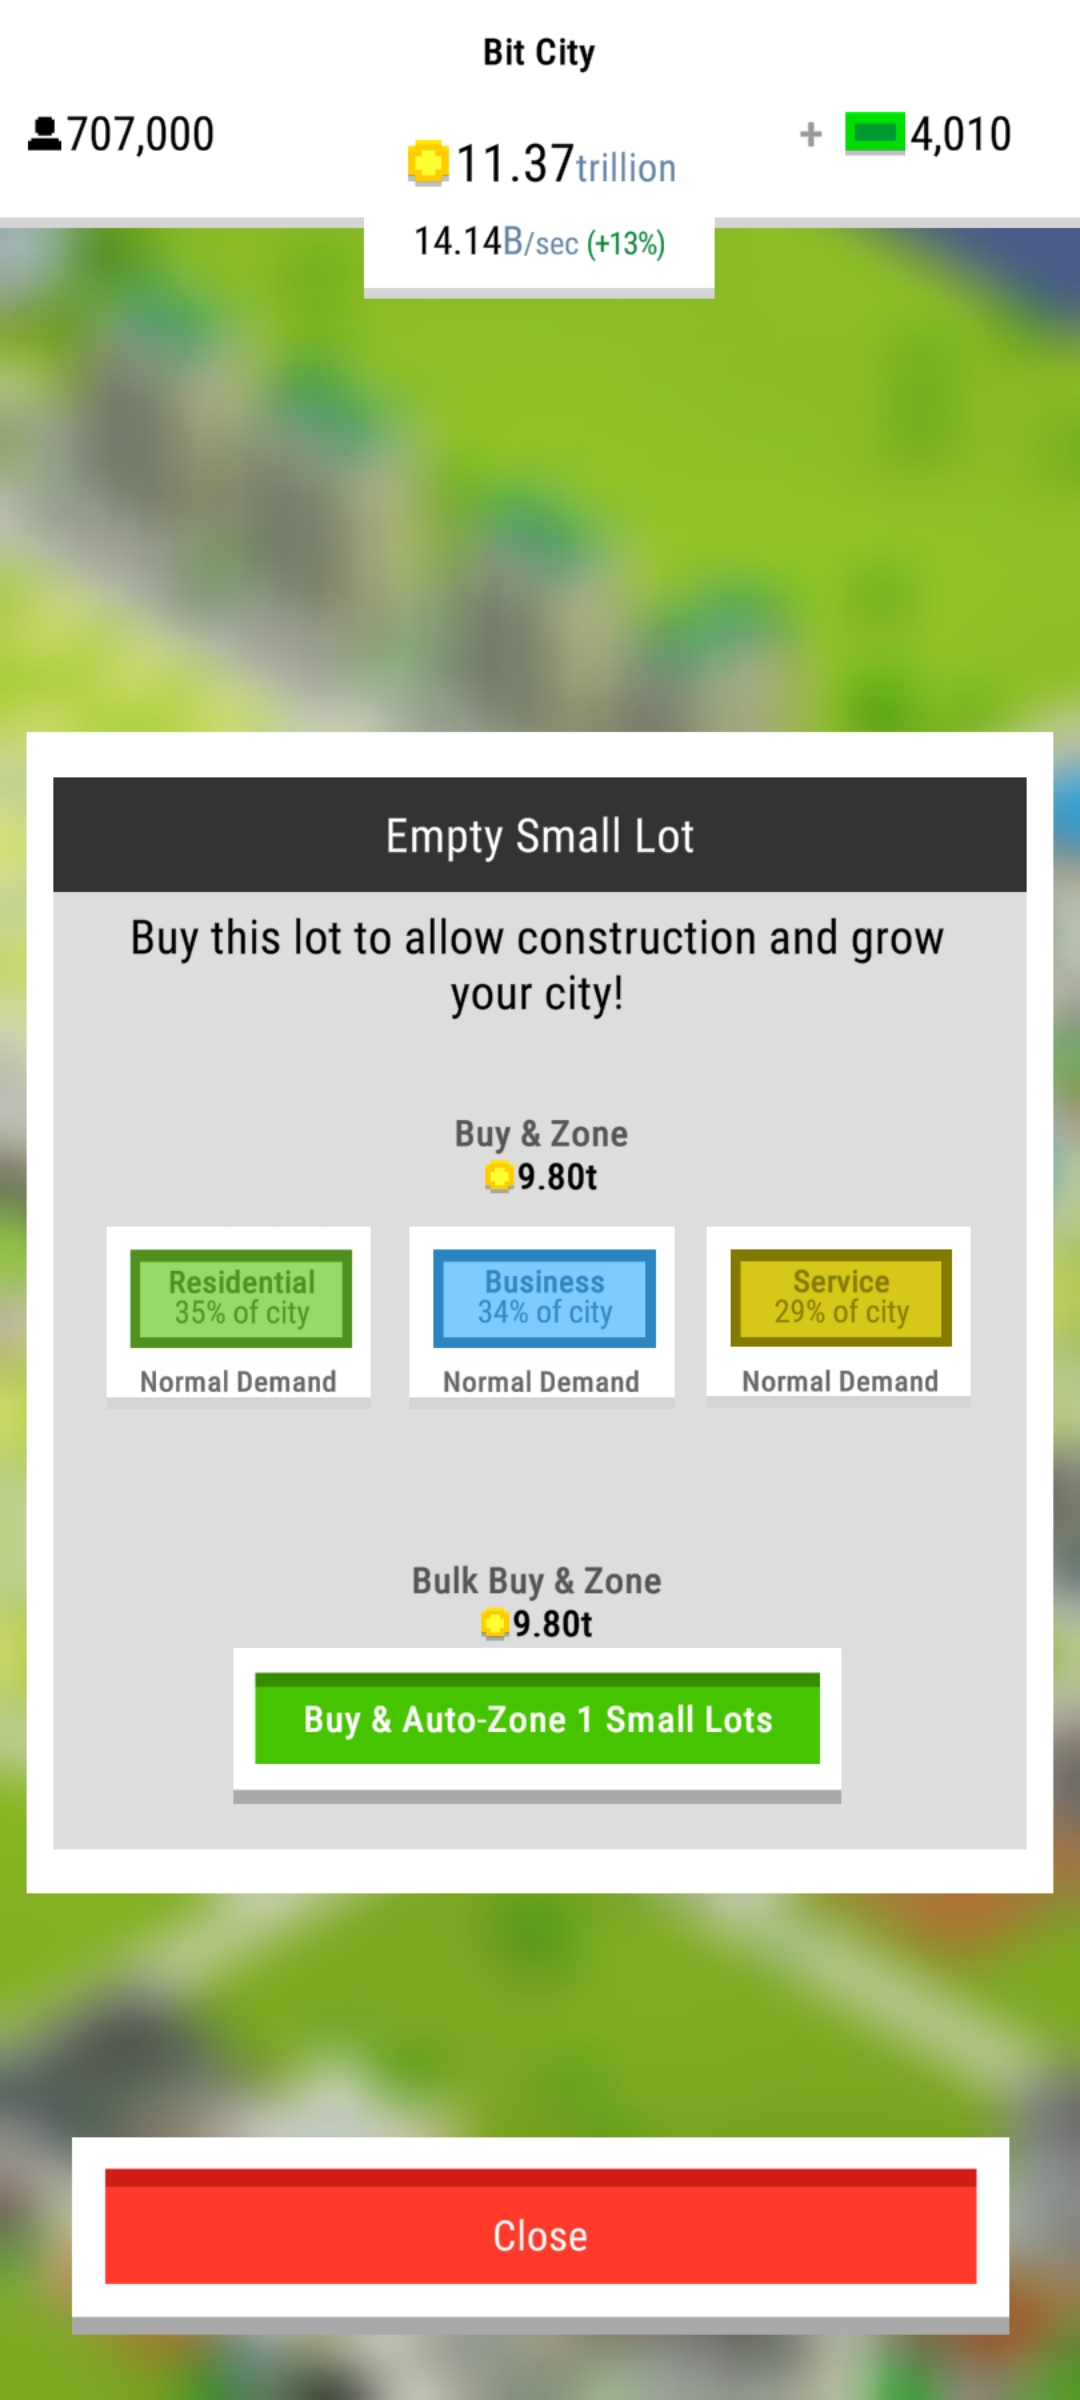 Bit City
707,000
11.37trillion
+ 4,010
14.14B/sec (+13%)
Empty Small Lot
Buy this lot to allow construction and grow
your city!
Buy & Zone
9.80t
Residential
35% of city
Normal Demand
Business
34% of city
Normal Demand
Service
29% of city
Normal Demand
Bulk Buy & Zone
9.80t
Buy & Auto-Zone 1 Small Lots
Close